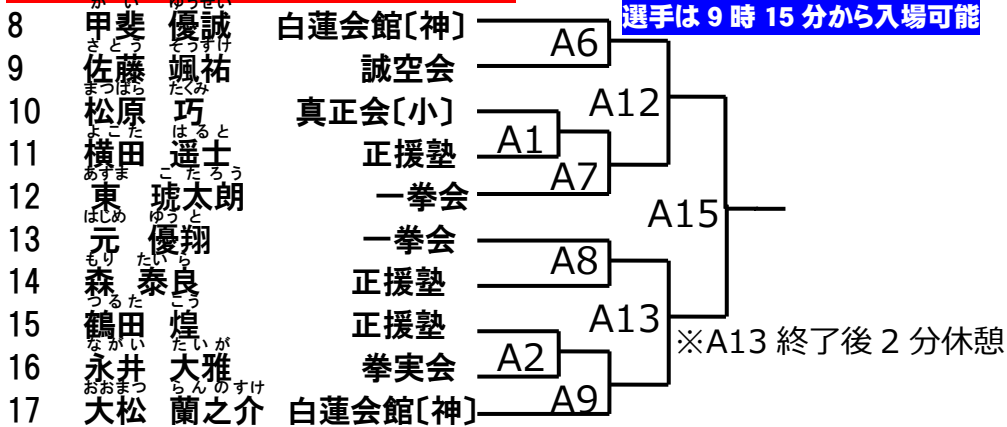 選手は 9 時 15 分から入場可能
かい ゆうせい
8 甲斐 優誠 白蓮会館〔神〕
さとう そうすけ
9 佐藤 颯祐 誠空会
まつばら たくみ
10 松原 巧 真正会〔小〕
よこた はると
11 横田 遥士 正援塾
あずま こたろう
12 東 琥太朗 一拳会
はじめ ゆうと
13 元 優翔 一拳会
もり たいら
14 森 泰良 正援塾
つるた こう
15 鶴田 煌 正援塾
ながい たいが
16 永井 大雅 拳実会
おおまつ らんのすけ
17 大松 蘭之介 白蓮会館〔神〕
A6
A12
A1
A7
A15
A8
A13
※A13 終了後 2 分休憩
A2
A9